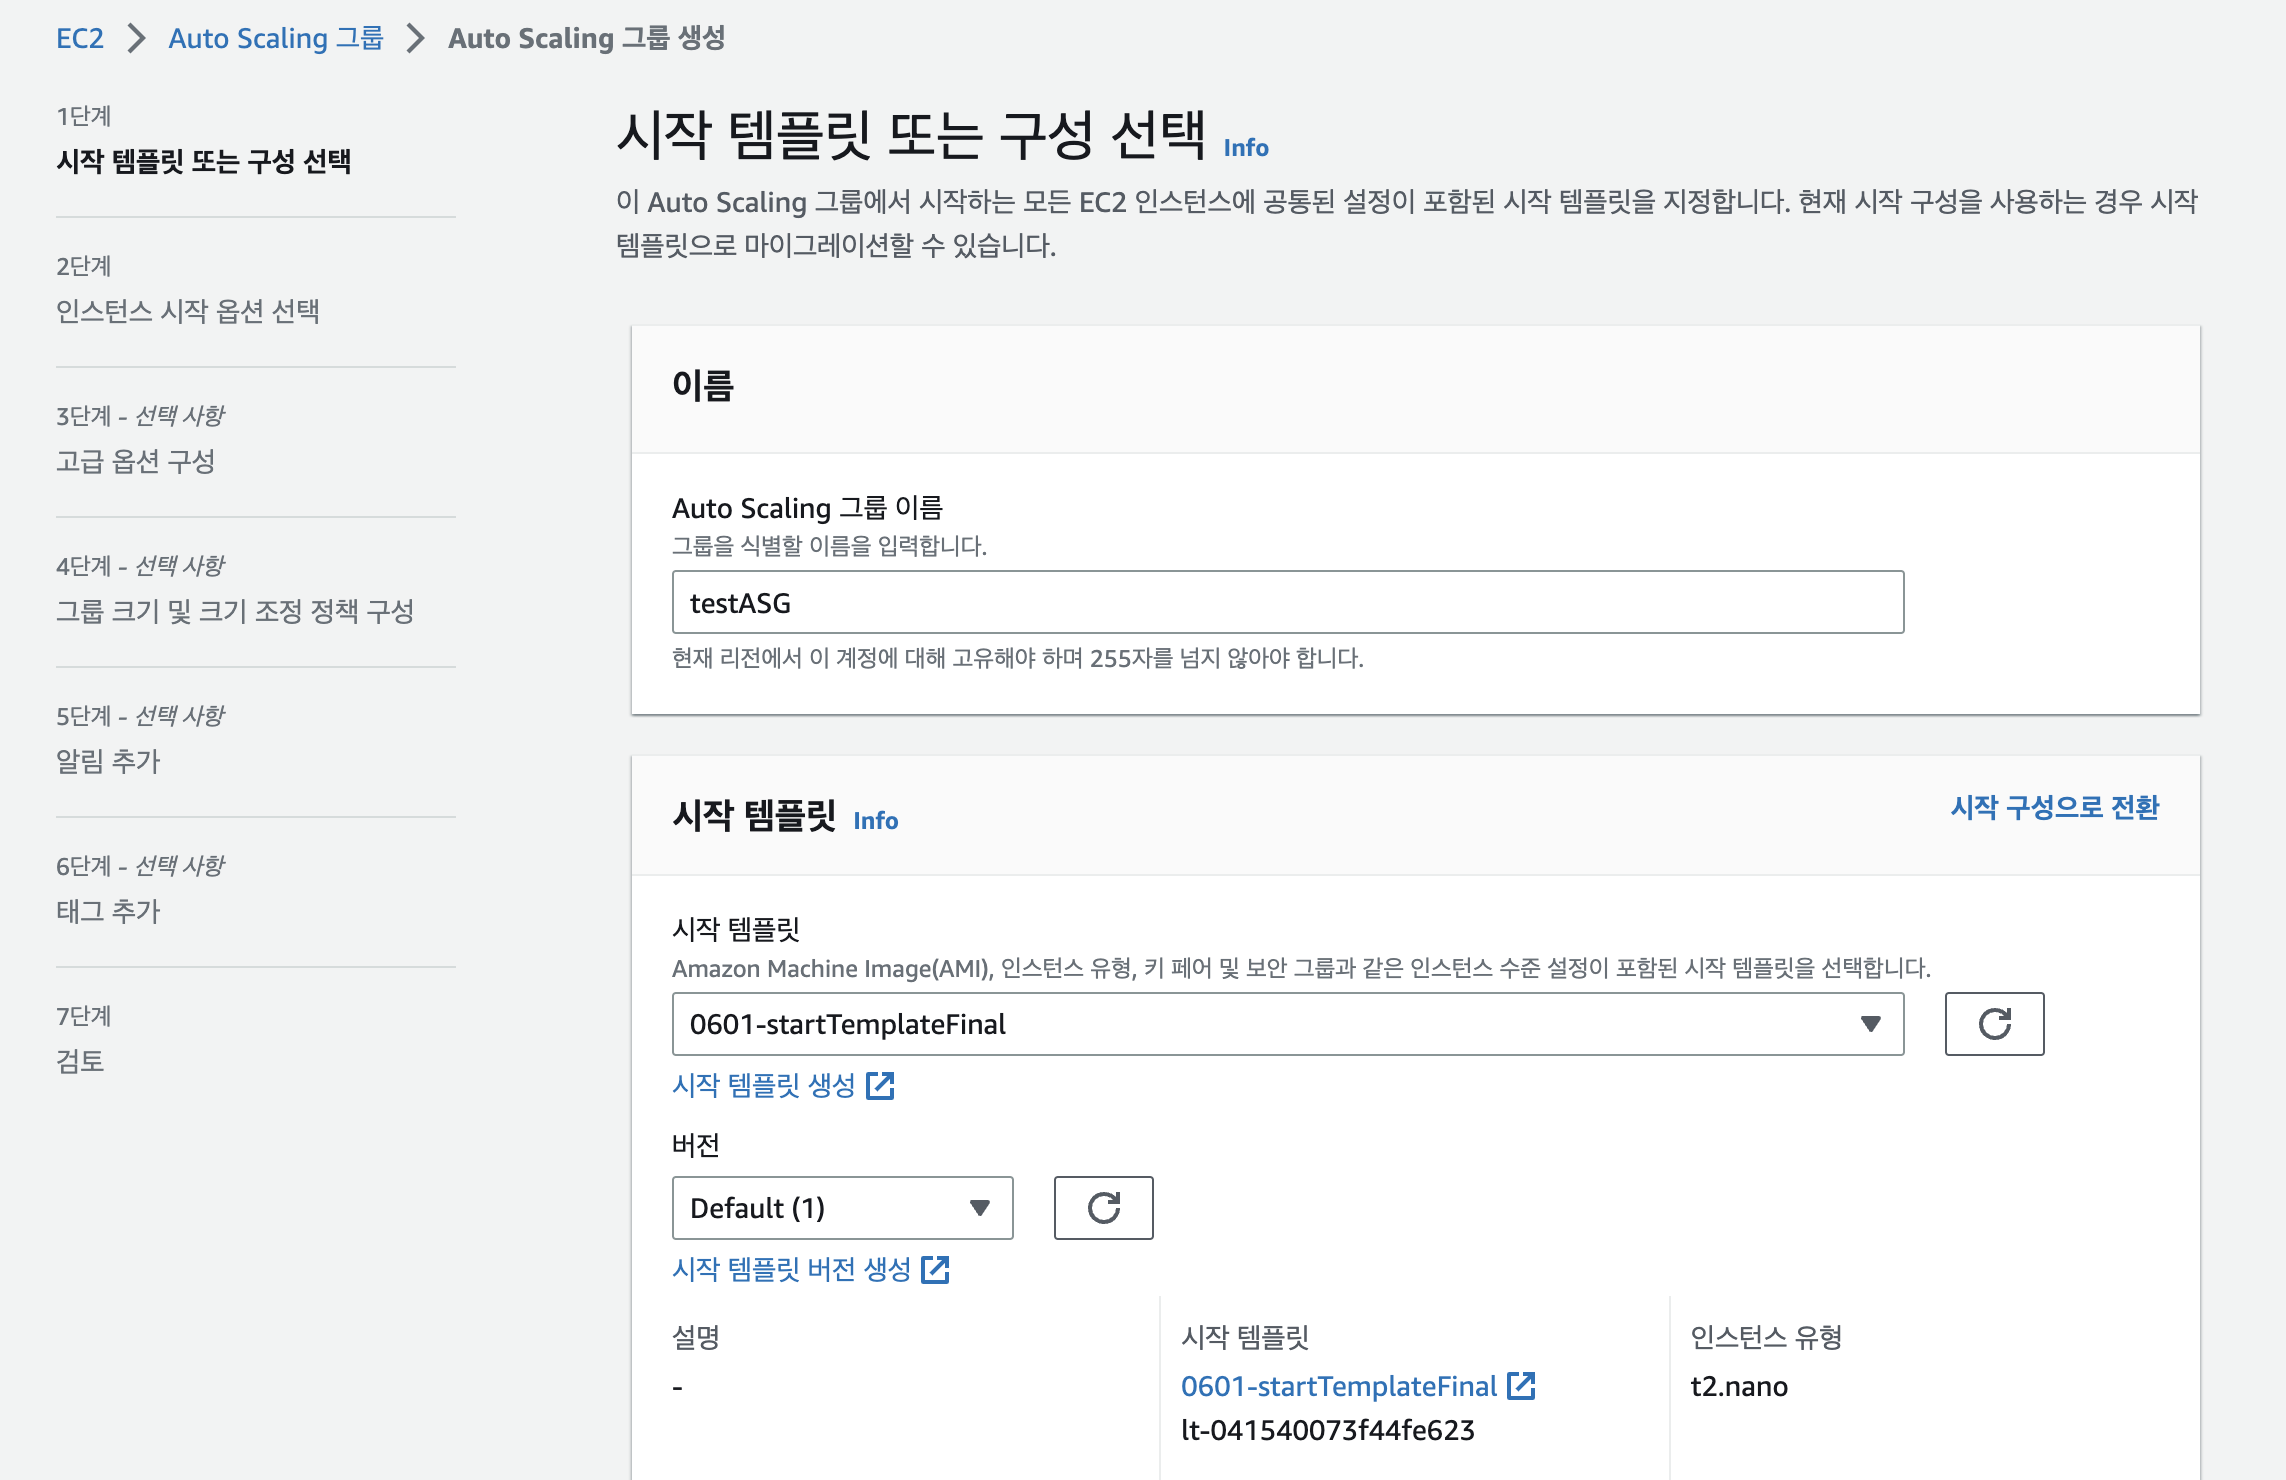 EC2 > Auto Scaling 그룹 > Auto Scaling 그룹 생성
1단계
시작 템플릿 또는 구성 선택
2단계
인스턴스 시작 옵션 선택
3단계 - 선택 사항
고급 옵션 구성
4단계 - 선택 사항
그룹 크기 및 크기 조정 정책 구성
5단계 - 선택 사항
알림 추가
6단계 - 선택 사항
태그 추가
7단계
검토
시작 템플릿 또는 구성 선택 Info
이 Auto Scaling 그룹에서 시작하는 모든 EC2 인스턴스에 공통된 설정이 포함된 시작 템플릿을 지정합니다. 현재 시작 구성을 사용하는 경우 시작
템플릿으로 마이그레이션할 수 있습니다.
이름
Auto Scaling 그룹 이름
그룹을 식별할 이름을 입력합니다.
testASG
현재 리전에서 이 계정에 대해 고유해야 하며 255자를 넘지 않아야 합니다.
시작 템플릿 Info
시작 구성으로 전환
시작 템플릿
Amazon Machine Image(AMI), 인스턴스 유형, 키 페어 및 보안 그룹과 같은 인스턴스 수준 설정이 포함된 시작 템플릿을 선택합니다.
0601-startTemplateFinal
시작 템플릿 생성
버전
Default (1)
시작 템플릿 버전 생성
설명
-
시작 템플릿
0601-startTemplateFinal
lt-041540073f44fe623
인스턴스 유형
t2.nano